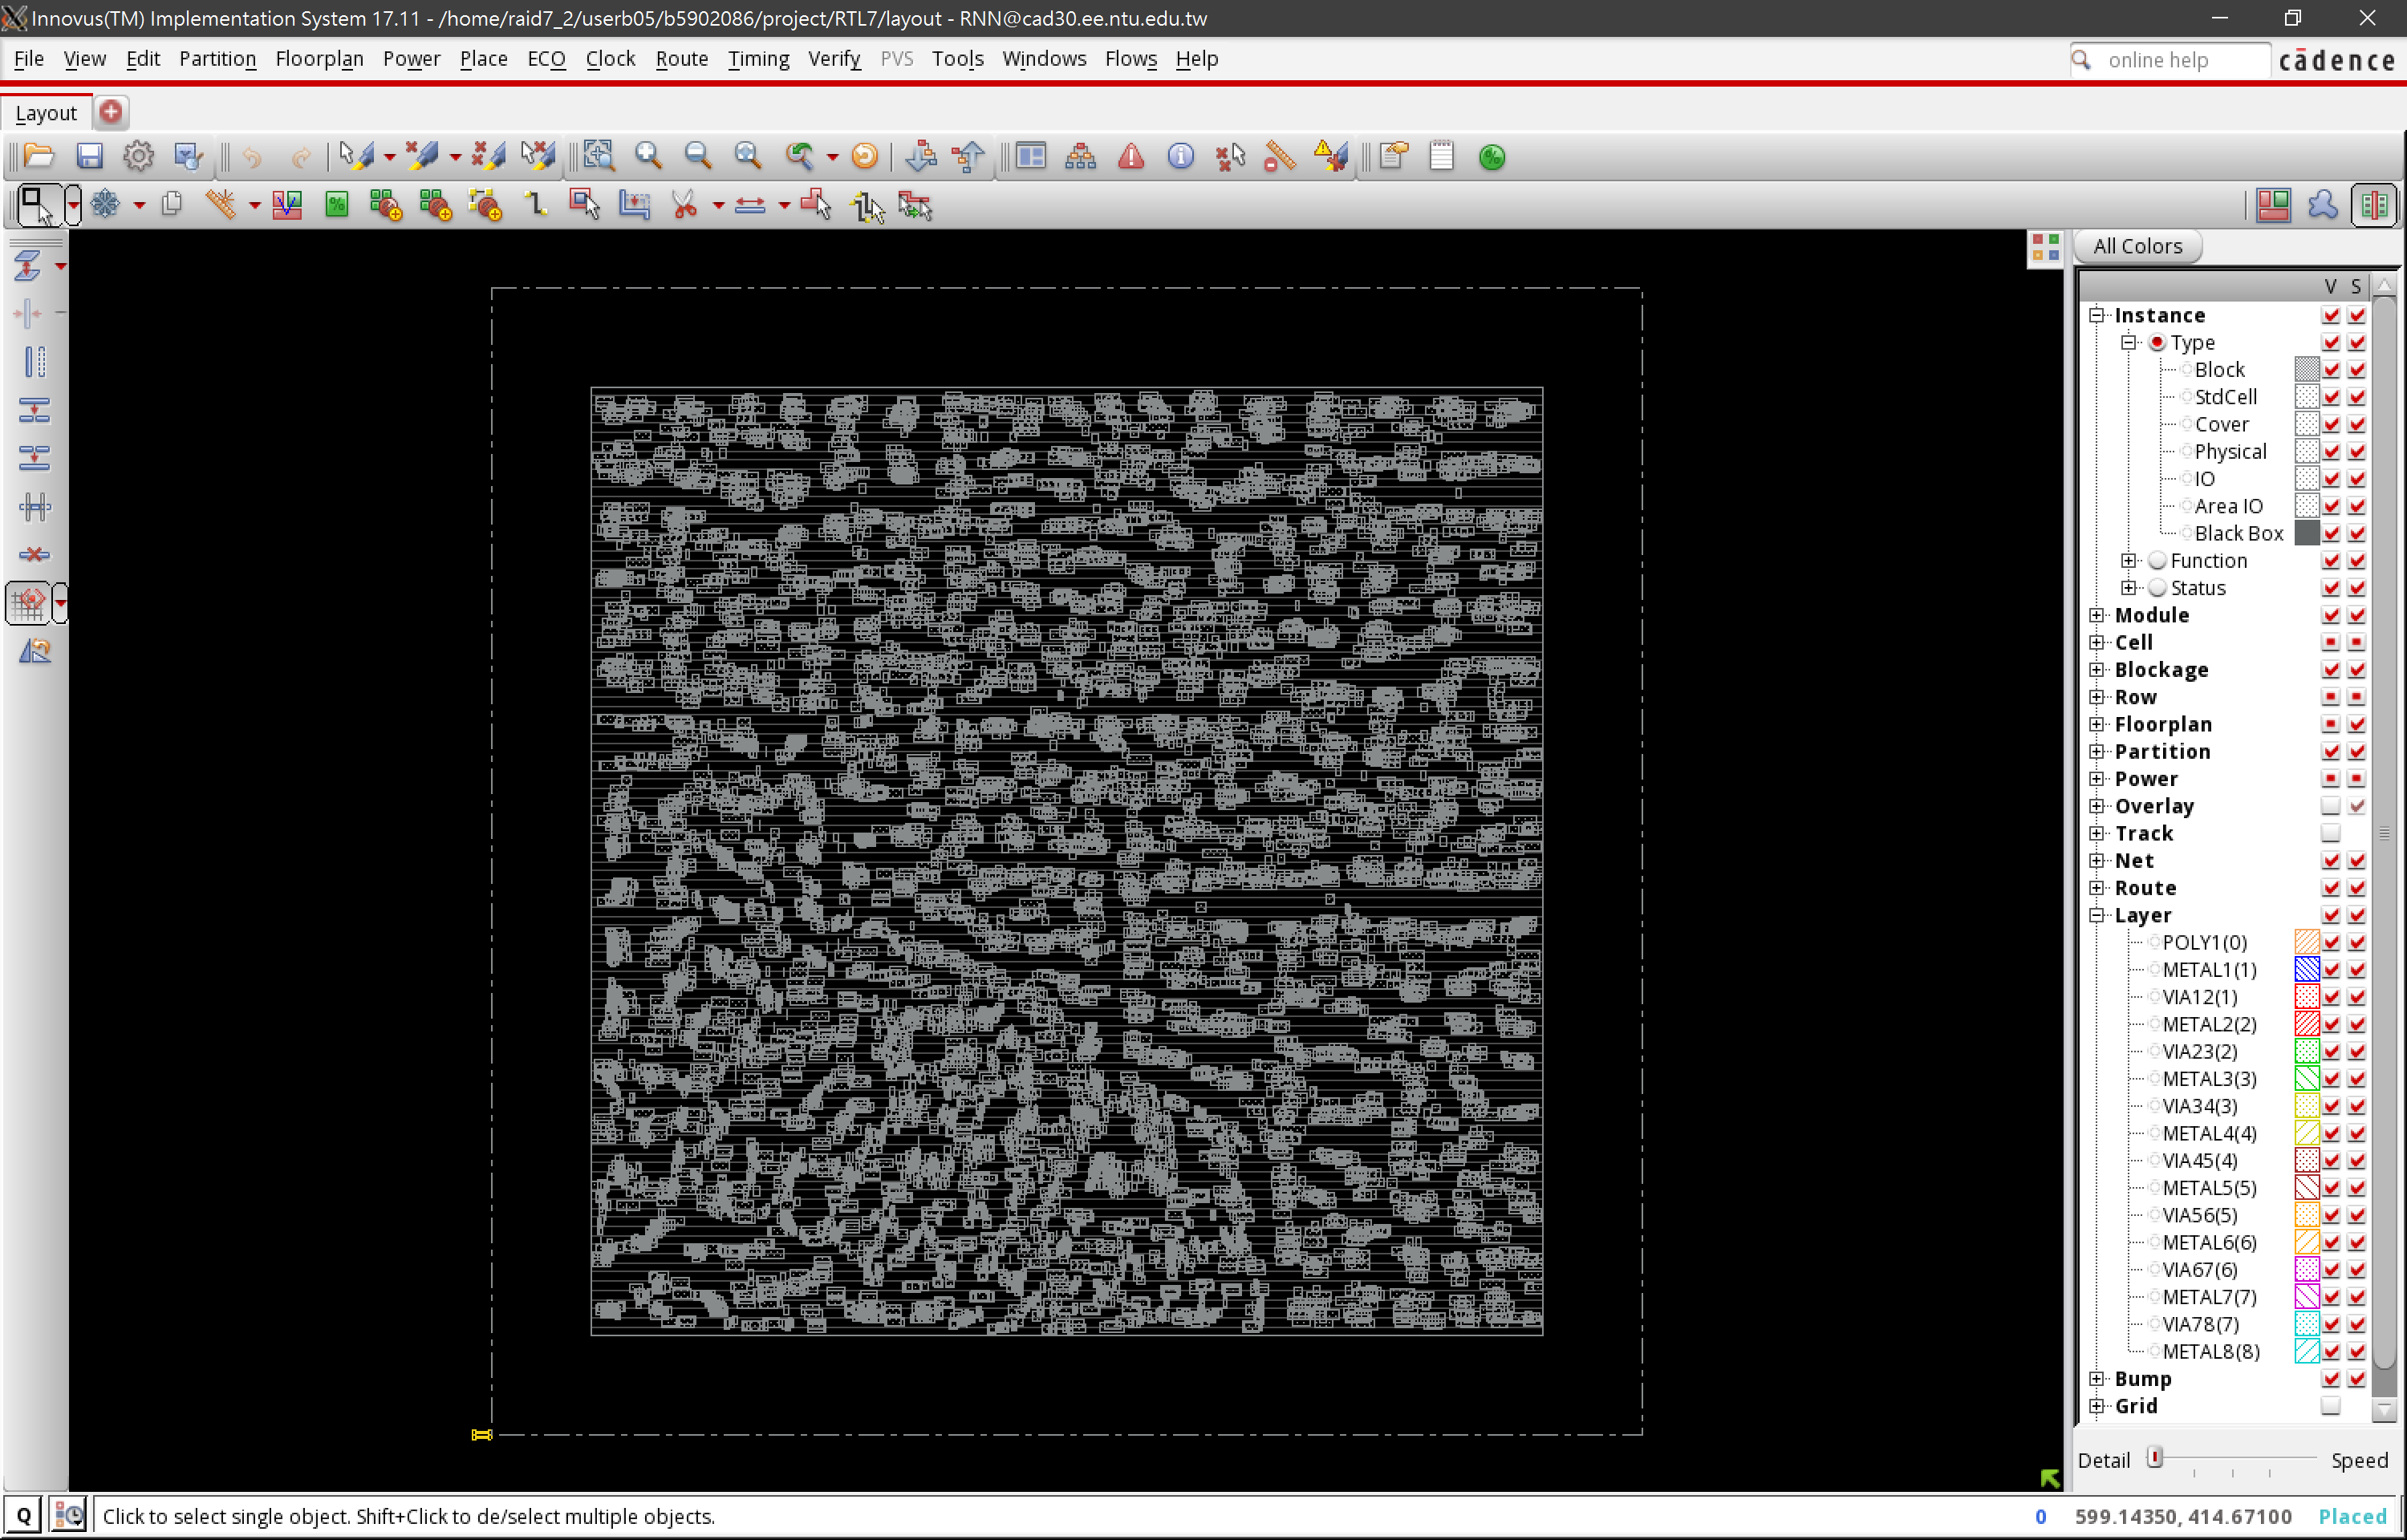 Innovus(TM) Implementation System 17.11 - /home/raid7_2/userb05/b5902086/project/RTL7/layout - RNN@cad30.ee.ntu.edu.tw
File View Edit Partition Floorplan Power Place ECO Clock Route Timing Verify PVS Tools Windows Flows Help
online help
cādence
Layout
All Colors
V S
Instance
Type
Block
StdCell
Cover
Physical
IO
Area IO
Black Box
Function
Status
Module
Cell
Blockage
Row
Floorplan
Partition
Power
Overlay
Track
Net
Route
Layer
POLY1(0)
METAL1(1)
VIA12(1)
METAL2(2)
VIA23(2)
METAL3(3)
VIA34(3)
METAL4(4)
VIA45(4)
METAL5(5)
VIA56(5)
METAL6(6)
VIA67(6)
METAL7(7)
VIA78(7)
METAL8(8)
Bump
Grid
Detail Speed
Q Click to select single object. Shift+Click to de/select multiple objects. 0 599.14350, 414.67100 Placed